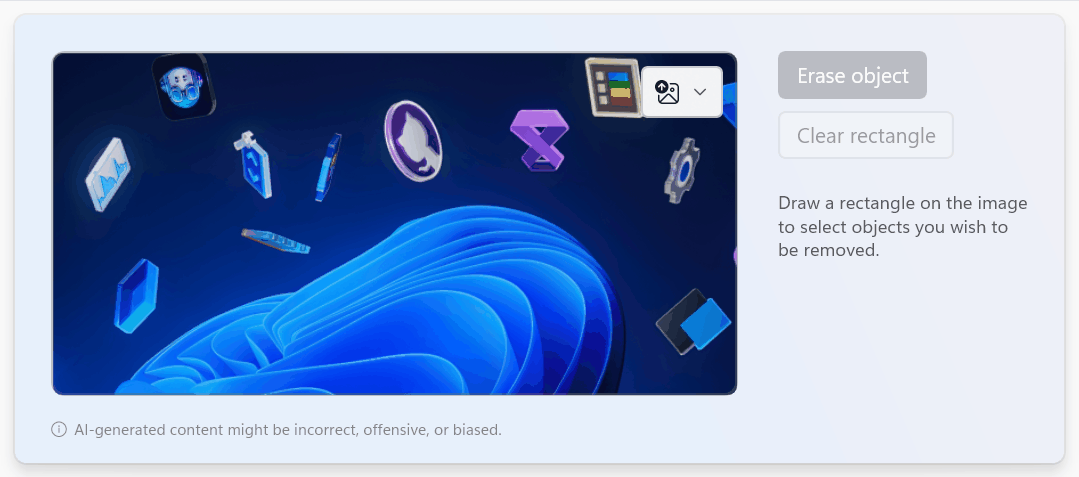 Erase object
Clear rectangle
Draw a rectangle on the image
to select objects you wish to
be removed.
AI-generated content might be incorrect, offensive, or biased.